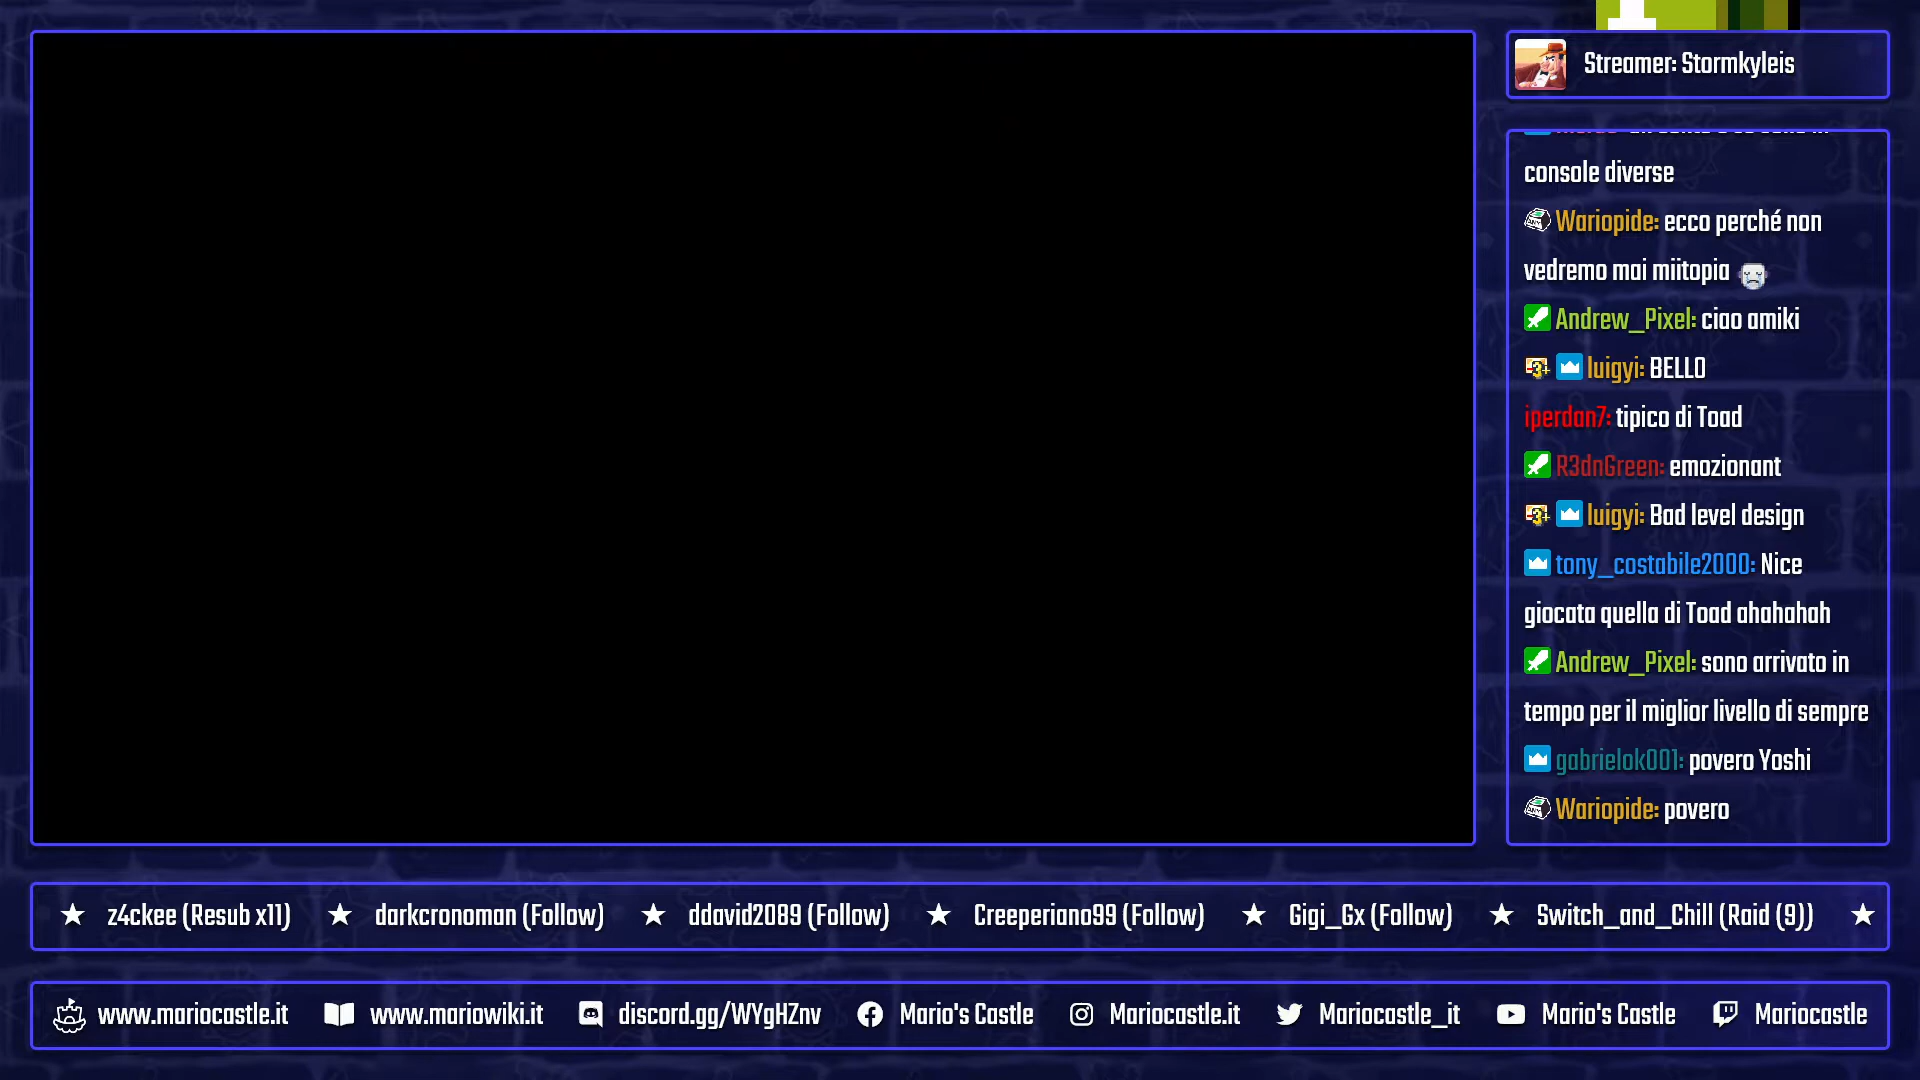 Streamer: Stormkyleis
console diverse
Wariopide: ecco perché non
vedremo mai miitopia
Andrew_Pixel: ciao amiki
luigyi: BELLO
iperdan7: tipico di Toad
R3dnGreen: emozionant
luigyi: Bad level design
tony_costabile2000: Nice
giocata quella di Toad ahahahah
Andrew_Pixel: sono arrivato in
tempo per il miglior livello di sempre
gabrielok001: povero Yoshi
Wariopide: povero
★ z4ckee (Resub x11) ★ darkcronoman (Follow) ★ ddavid2089 (Follow) ★ Creeperiano99 (Follow) ★ Gigi_Gx (Follow) ★ Switch_and_Chill (Raid (9)) ★
www.mariocastle.it www.mariowiki.it discord.gg/WYgHZnv Mario's Castle Mariocastle.it Mariocastle_it Mario's Castle Mariocastle